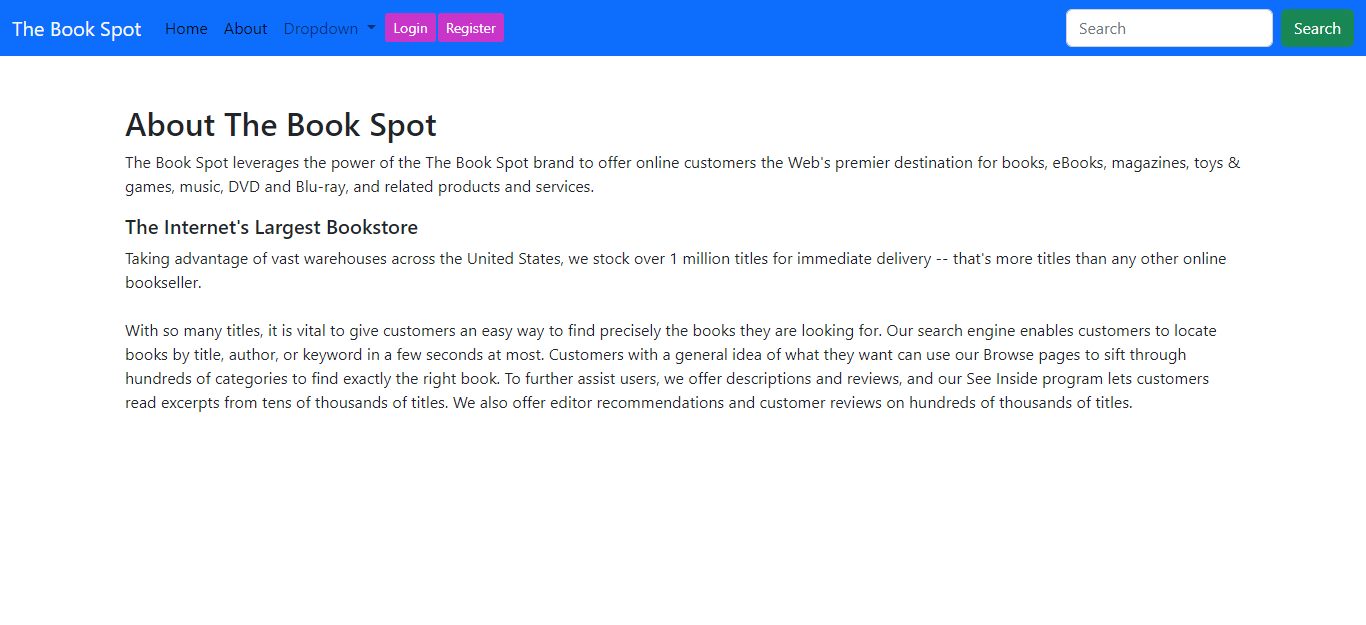 The Book Spot Home About Dropdown Login Register Search Search
About The Book Spot
The Book Spot leverages the power of the The Book Spot brand to offer online customers the Web's premier destination for books, eBooks, magazines, toys &
games, music, DVD and Blu-ray, and related products and services.
The Internet's Largest Bookstore
Taking advantage of vast warehouses across the United States, we stock over 1 million titles for immediate delivery -- that's more titles than any other online
bookseller.
With so many titles, it is vital to give customers an easy way to find precisely the books they are looking for. Our search engine enables customers to locate
books by title, author, or keyword in a few seconds at most. Customers with a general idea of what they want can use our Browse pages to sift through
hundreds of categories to find exactly the right book. To further assist users, we offer descriptions and reviews, and our See Inside program lets customers
read excerpts from tens of thousands of titles. We also offer editor recommendations and customer reviews on hundreds of thousands of titles.